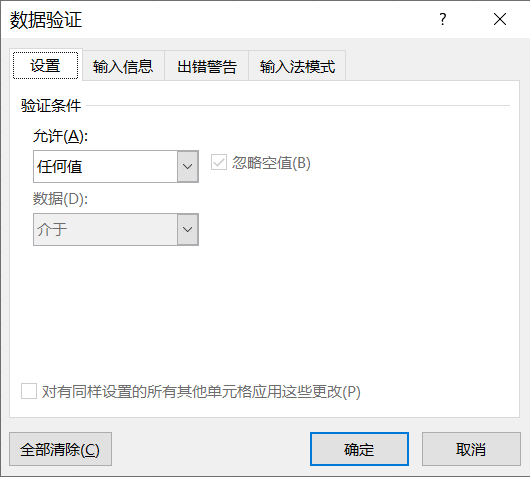 数据验证 ?
设置 输入信息 出错警告 输入法模式
验证条件
允许(A):
任何值 忽略空值(B)
数据(D):
介于
对有同样设置的所有其他单元格应用这些更改(P)
全部清除(C) 确定 取消